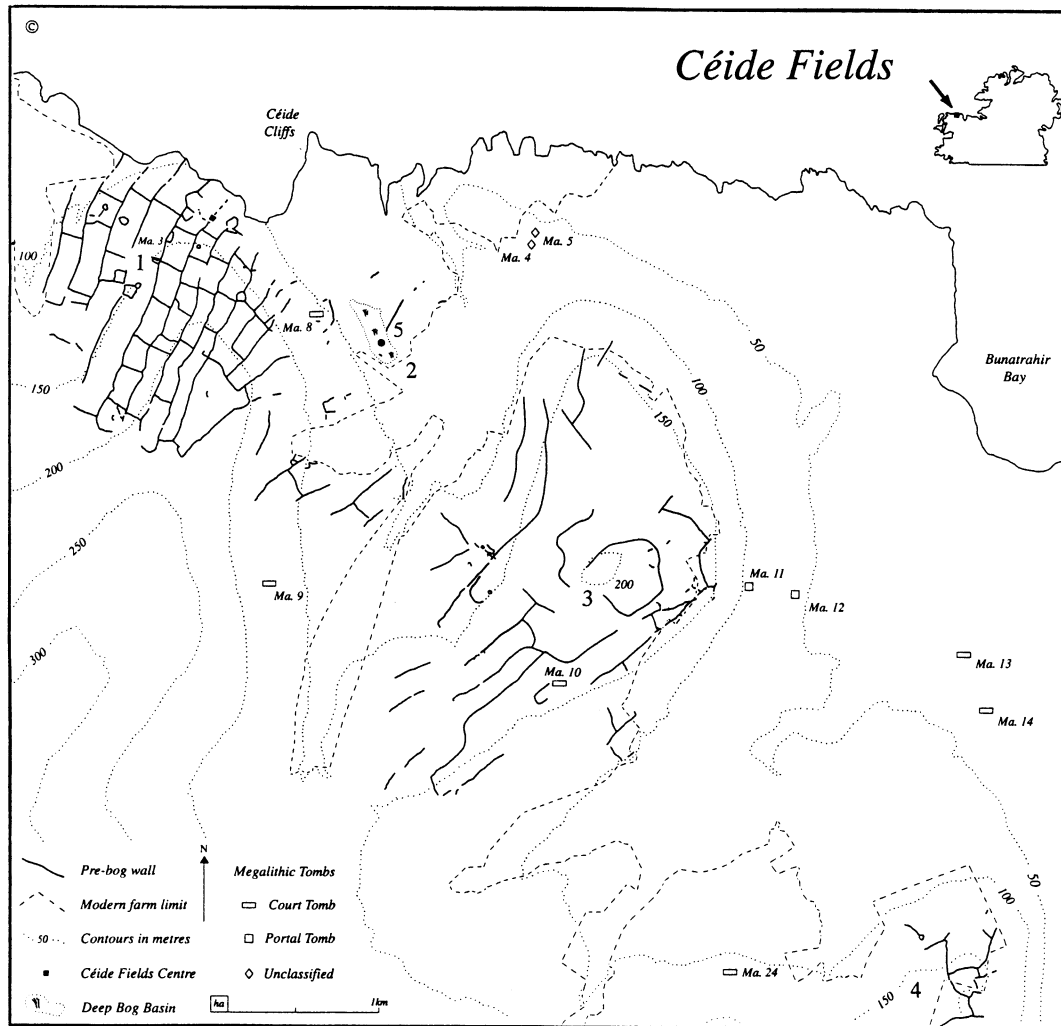 ©
Céide Fields
Céide
Cliffs
Ma. 3
1
100
Ma. 5
Ma. 4
50
Ma. 8
5
2
100
Bunatrahir
Bay
150
150
200
250
Ma. 9
200
3
Ma. 11
Ma. 12
300
Ma. 10
Ma. 13
Ma. 14
N
Pre-bog wall
Megalithic Tombs
Modern farm limit
Court Tomb
50
Contours in metres
Portal Tomb
Céide Fields Centre
Unclassified
Deep Bog Basin
ha
1km
50
100
Ma. 24
150
4